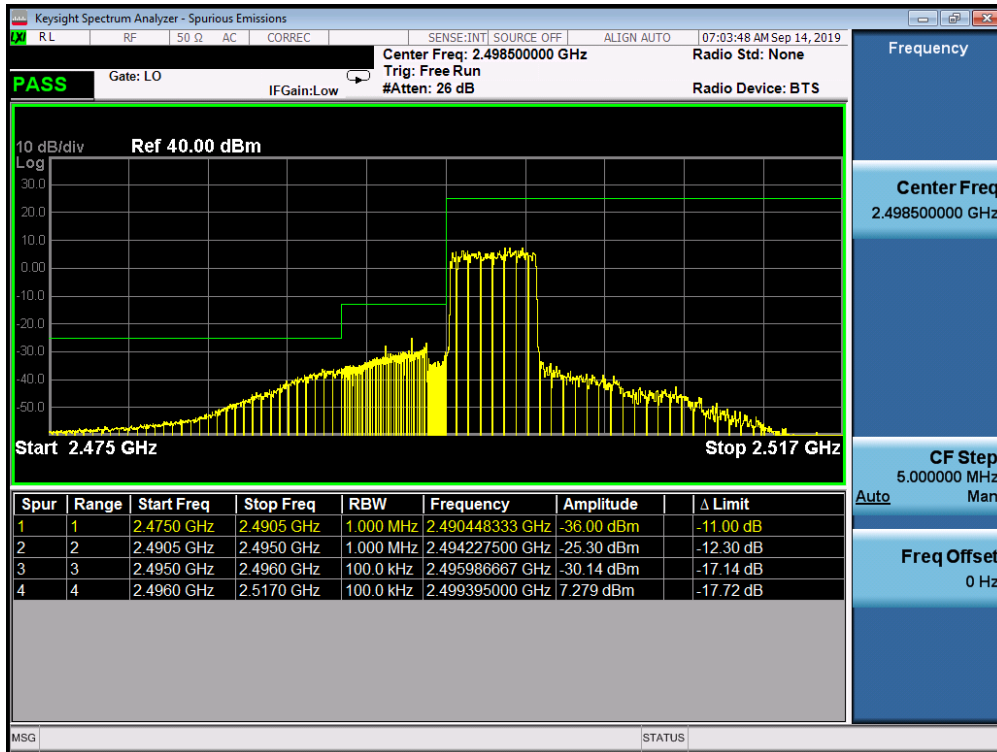 Keysight Spectrum Analyzer - Spurious Emissions
LXI RL RF 50 Ω AC CORREC SENSE:INT SOURCE OFF ALIGN AUTO 07:03:48 AM Sep 14, 2019
Frequency
Center Freq: 2.498500000 GHz Radio Std: None
PASS Gate: LO Trig: Free Run
IFGain:Low #Atten: 26 dB Radio Device: BTS
10 dB/div Ref 40.00 dBm
Log
30.0
20.0
10.0
0.00
-10.0
-20.0
-30.0
-40.0
-50.0
Start 2.475 GHz Stop 2.517 GHz
Spur Range Start Freq Stop Freq RBW Frequency Amplitude Δ Limit
1 1 2.4750 GHz 2.4905 GHz 1.000 MHz 2.490448333 GHz -36.00 dBm -11.00 dB
2 2 2.4905 GHz 2.4950 GHz 1.000 MHz 2.494227500 GHz -25.30 dBm -12.30 dB
3 3 2.4950 GHz 2.4960 GHz 100.0 kHz 2.495986667 GHz -30.14 dBm -17.14 dB
4 4 2.4960 GHz 2.5170 GHz 100.0 kHz 2.499395000 GHz 7.279 dBm -17.72 dB
Center Freq
2.498500000 GHz
CF Step
5.000000 MHz
Auto Man
Freq Offset
0 Hz
MSG STATUS